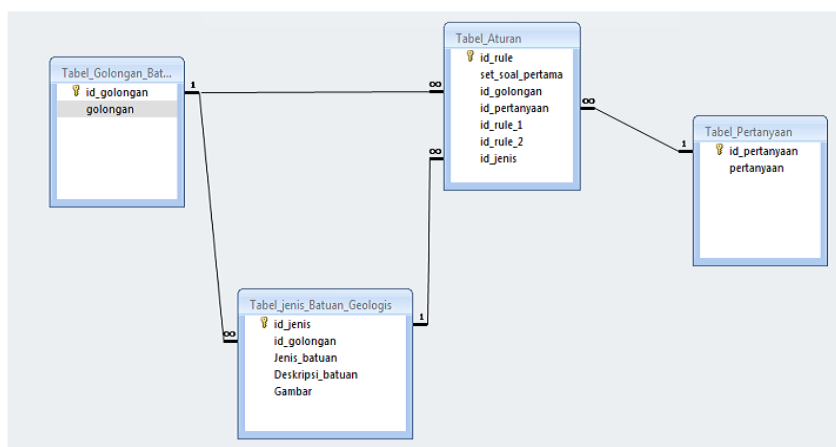 Tabel_Golongan_Bat...
id_golongan
golongan
1
∞
Tabel_Aturan
id_rule
set_soal_pertama
id_golongan
id_pertanyaan
id_rule_1
id_rule_2
id_jenis
∞
∞
∞
1
Tabel_Pertanyaan
id_pertanyaan
pertanyaan
Tabel_jenis_Batuan_Geologis
id_jenis
id_golongan
Jenis_batuan
Deskripsi_batuan
Gambar
1